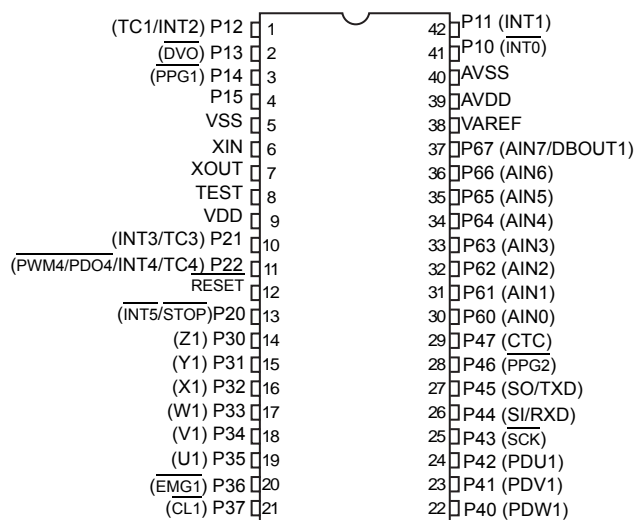 (TC1/INT2) P12 1 42 P11 (INT1)
(DVO) P13 2 41 P10 (INT0)
(PPG1) P14 3 40 AVSS
P15 4 39 AVDD
VSS 5 38 VAREF
XIN 6 37 P67 (AIN7/DBOUT1)
XOUT 7 36 P66 (AIN6)
TEST 8 35 P65 (AIN5)
VDD 9 34 P64 (AIN4)
(INT3/TC3) P21 10 33 P63 (AIN3)
(PWM4/PDO4/INT4/TC4) P22 11 32 P62 (AIN2)
RESET 12 31 P61 (AIN1)
(INT5/STOP)P20 13 30 P60 (AIN0)
(Z1) P30 14 29 P47 (CTC)
(Y1) P31 15 28 P46 (PPG2)
(X1) P32 16 27 P45 (SO/TXD)
(W1) P33 17 26 P44 (SI/RXD)
(V1) P34 18 25 P43 (SCK)
(U1) P35 19 24 P42 (PDU1)
(EMG1) P36 20 23 P41 (PDV1)
(CL1) P37 21 22 P40 (PDW1)